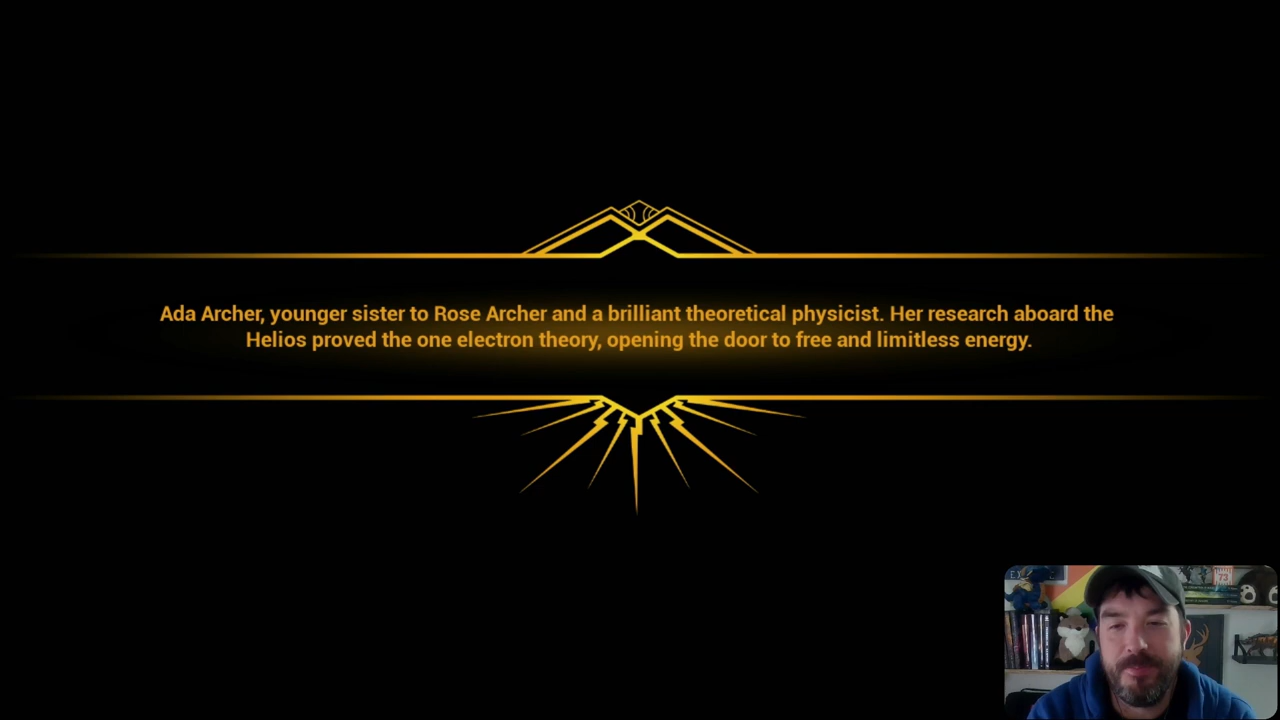 Ada Archer, younger sister to Rose Archer and a brilliant theoretical physicist. Her research aboard the
Helios proved the one electron theory, opening the door to free and limitless energy.
73